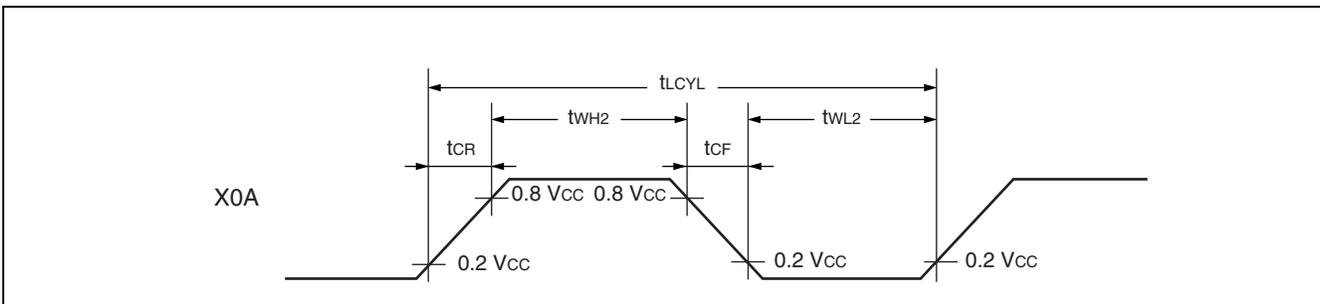 tLCYL
tWH2
tWL2
tCR
tCF
X0A
0.8 VCC
0.8 VCC
0.2 VCC
0.2 VCC
0.2 VCC